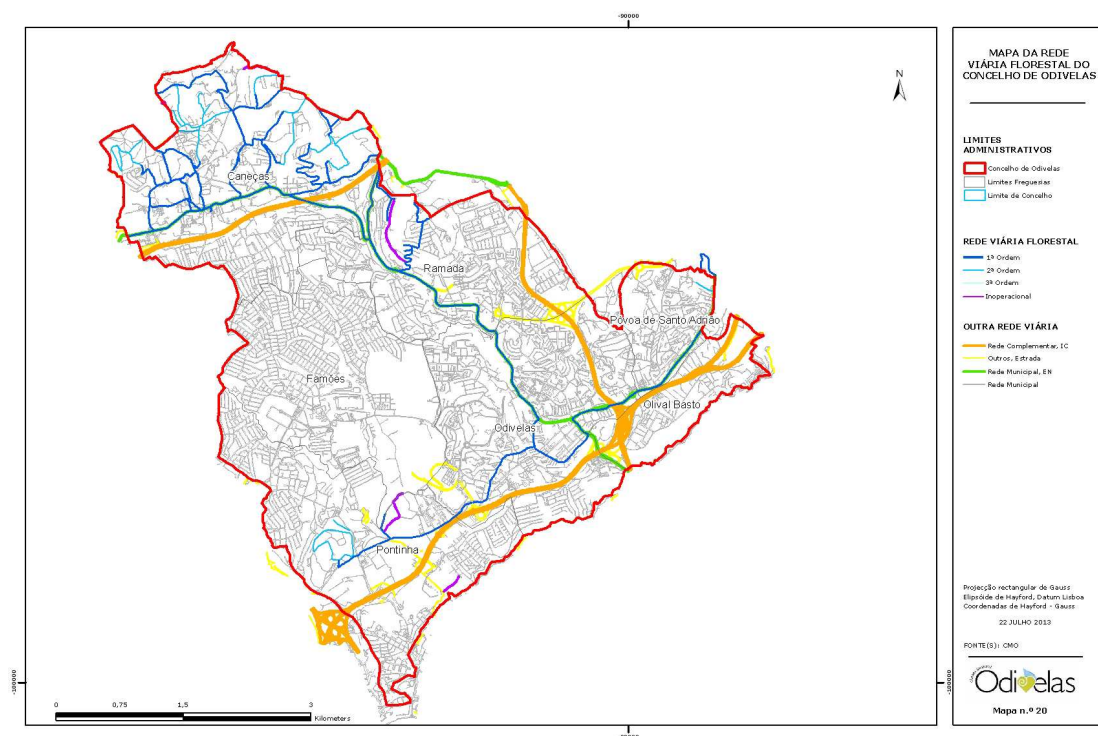 -90000
N
Caneças
Ramada
Póvoa de Santo Adrião
Famões
Olival Basto
Odivelas
Pontinha
-100000
-100000
0 0,75 1,5 3
Kilometers
MAPA DA REDE
VIÁRIA FLORESTAL DO
CONCELHO DE ODIVELAS
LIMITES
ADMINISTRATIVOS
Concelho de Odivelas
Limites Freguesias
Limite de Concelho
REDE VIÁRIA FLORESTAL
1ª Ordem
2ª Ordem
3ª Ordem
Inoperacional
OUTRA REDE VIÁRIA
Rede Complementar, IC
Outros, Estrada
Rede Municipal, EN
Rede Municipal
Projecção rectangular de Gauss
Elipsóide de Hayford, Datum Lisboa
Coordenadas de Hayford - Gauss
22 JULHO 2013
FONTE(S): CMO
Odivelas
Mapa n.º 20